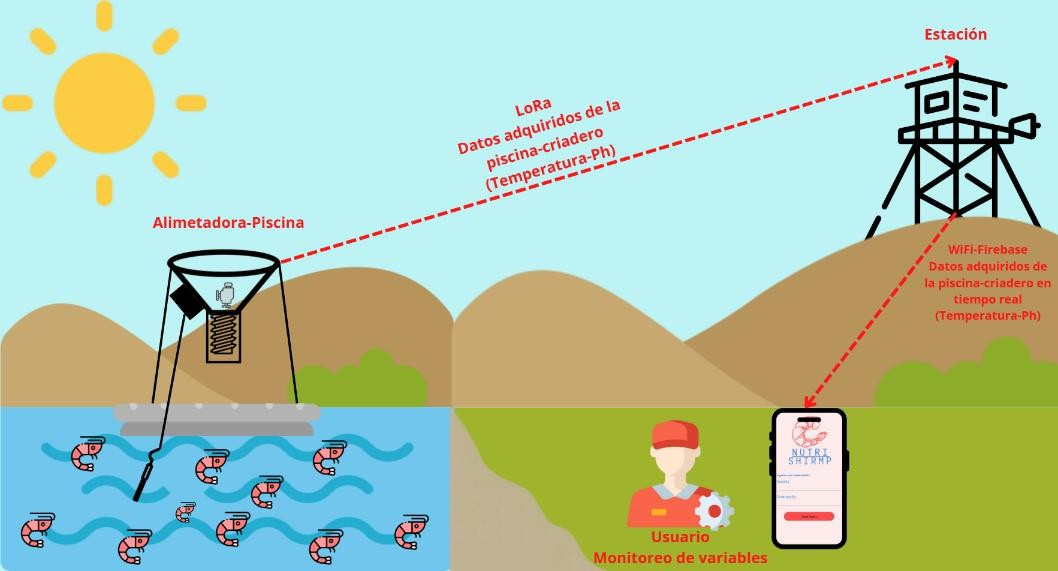 Estación
LoRa
Datos adquiridos de la
piscina-criadero
(Temperatura-Ph)
Alimetadora-Piscina
WiFi-Firebase
Datos adquiridos de
la piscina-criadero en
tiempo real
(Temperatura-Ph)
NUTRI
SHIRMP
Usuario
Monitoreo de variables